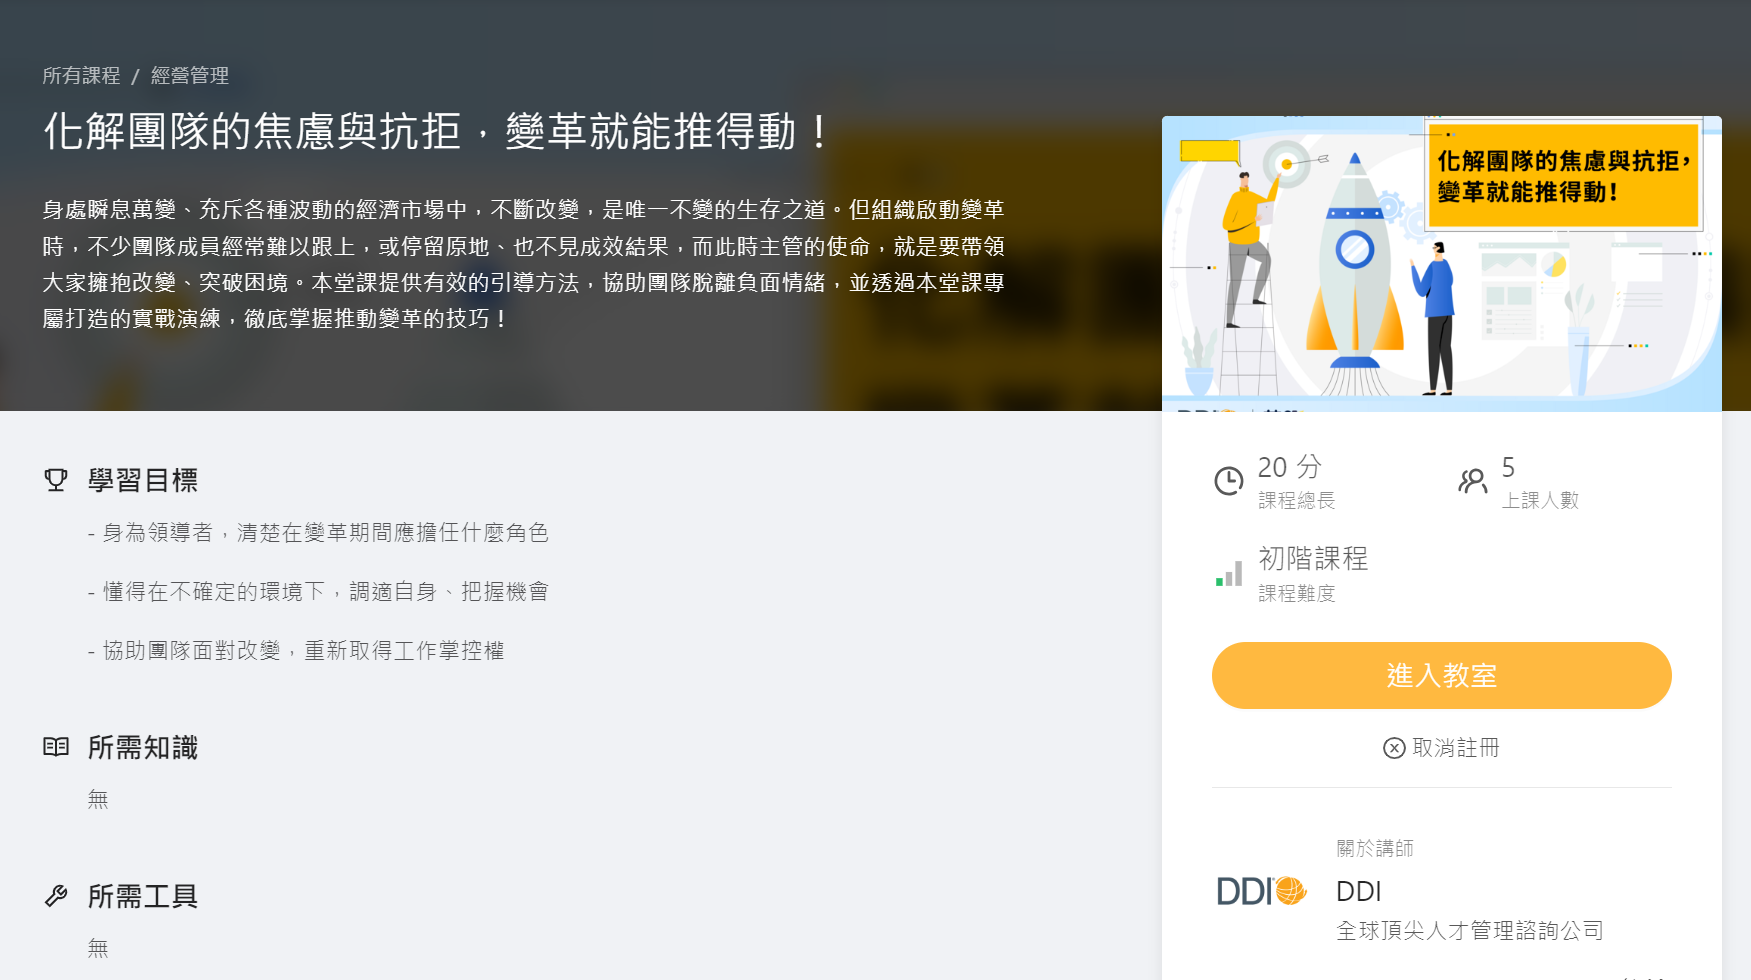 所有課程 / 經營管理
化解團隊的焦慮與抗拒，變革就能推得動！
身處瞬息萬變、充斥各種波動的經濟市場中，不斷改變，是唯一不變的生存之道。但組織啟動變革
時，不少團隊成員經常難以跟上，或停留原地、也不見成效結果，而此時主管的使命，就是要帶領
大家擁抱改變、突破困境。本堂課提供有效的引導方法，協助團隊脫離負面情緒，並透過本堂課專
屬打造的實戰演練，徹底掌握推動變革的技巧！
化解團隊的焦慮與抗拒，
變革就能推得動！
學習目標
- 身為領導者，清楚在變革期間應擔任什麼角色
- 懂得在不確定的環境下，調適自身、把握機會
- 協助團隊面對改變，重新取得工作掌控權
所需知識
無
所需工具
無
20 分
課程總長
5
上課人數
初階課程
課程難度
進入教室
取消註冊
關於講師
DDI
DDI
全球頂尖人才管理諮詢公司